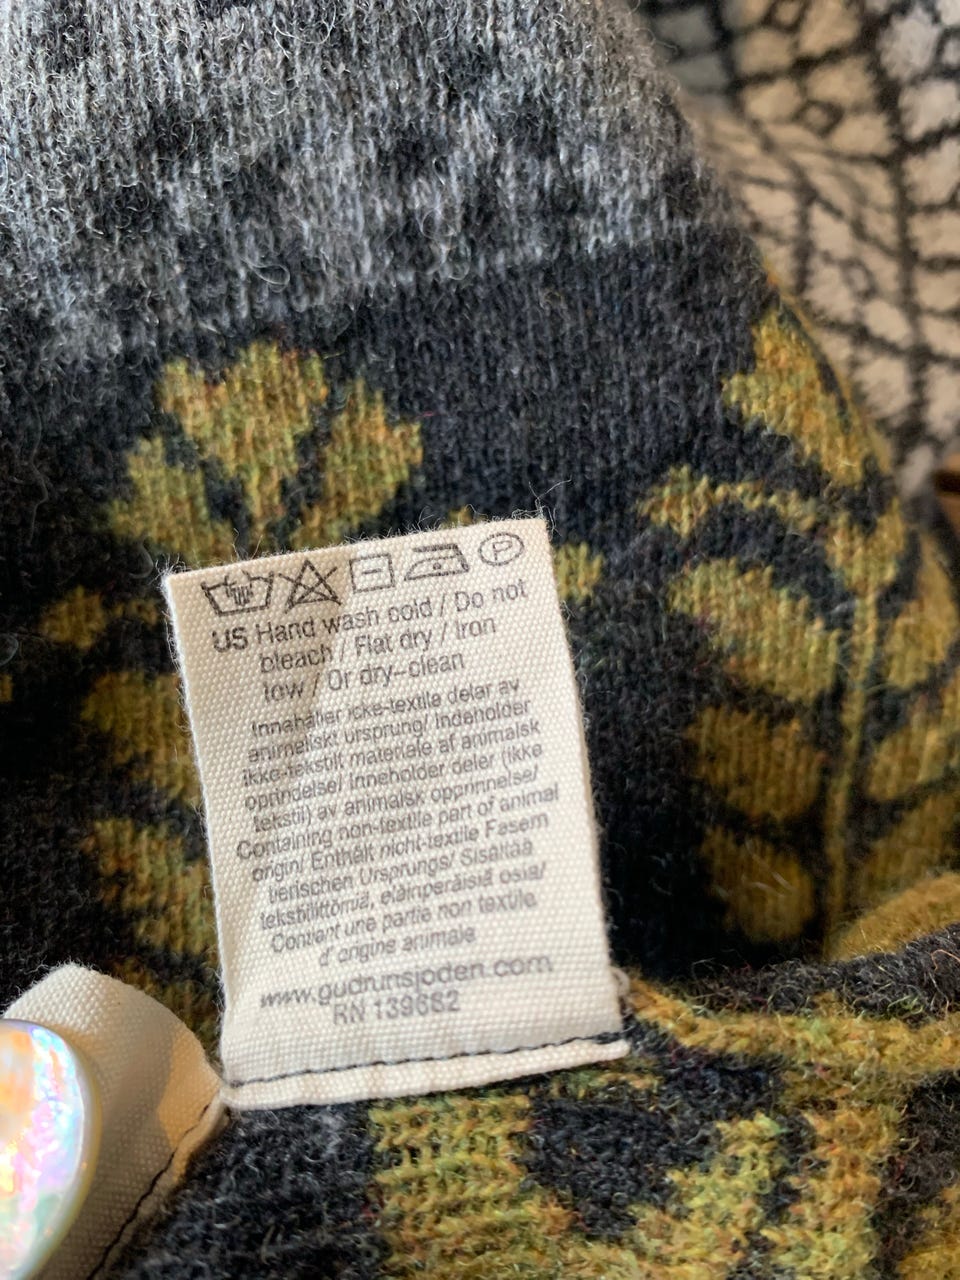 P
US Hand wash cold / Do not
bleach / Flat dry / Iron
low / Or dry-clean
Innehåller icke-textila delar av
animaliskt ursprung/ Indeholder
ikke-tekstilt materiale af animalsk
oprindelse/ Inneholder deler (ikke
tekstil) av animalsk opprinnelse/
Containing non-textile part of animal
origin/ Enthält nicht-textile Fasern
tierischen Ursprungs/ Sisältää
tekstiilittömiä, eläinperäisiä osia/
Contient une partie non textile
d'origine animale
www.gudrunsjoden.com
RN 139682